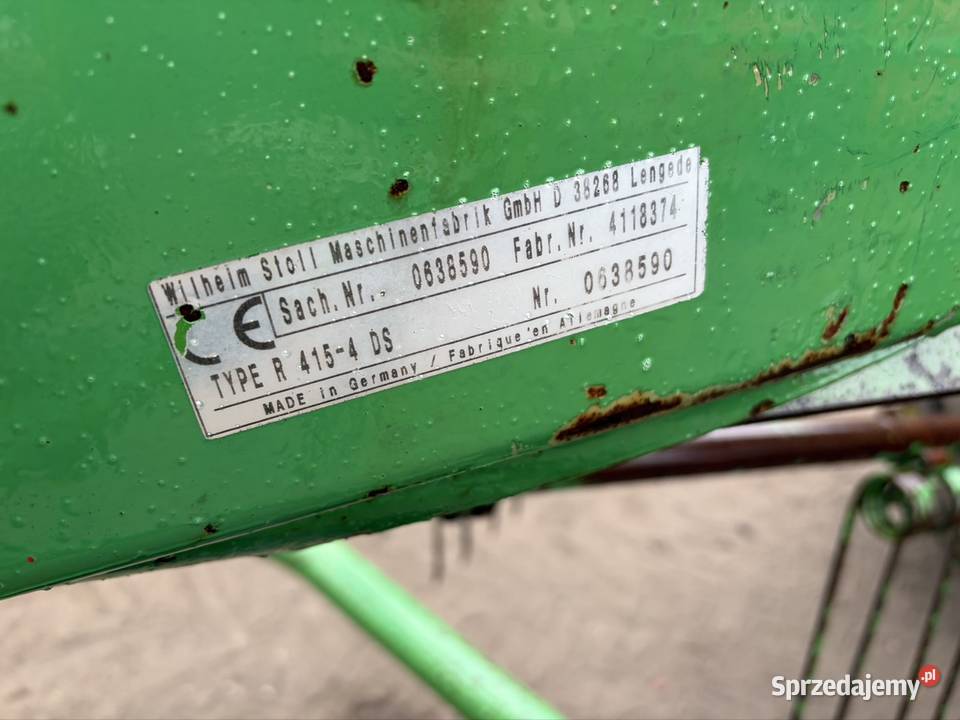 Wilhelm Stoll Maschinenfabrik GmbH D 38268 Lengede
CE Sach.Nr.- 0638590 Fabr.Nr. 4118374
TYPE R 415-4 DS Nr. 0638590
MADE in Germany / Fabrique'en Allemagne
Sprzedajemy.pl